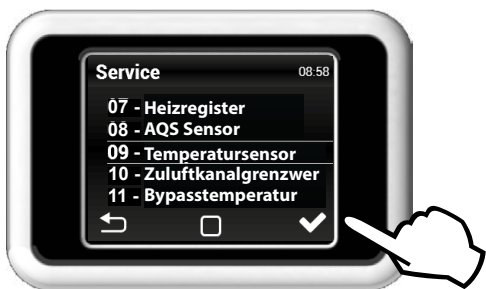 Service 08:58
07 - Heizregister
08 - AQS Sensor
09 - Temperatursensor
10 - Zuluftkanalgrenzwer
11 - Bypasstemperatur